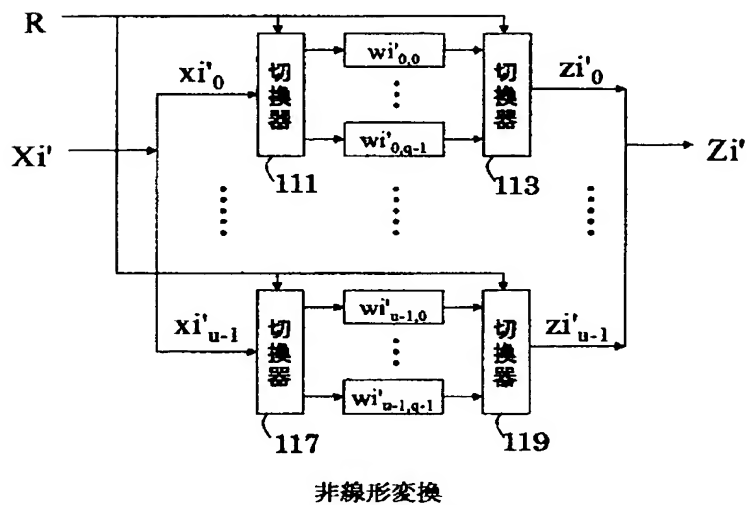 R
xi'₀
切換器
wi'₀,₀
wi'₀,q-1
切換器
zi'₀
Xi'
Zi'
111
113
xi'u-1
切換器
wi'u-1,0
wi'u-1,q-1
切換器
zi'u-1
117
119
非線形変換